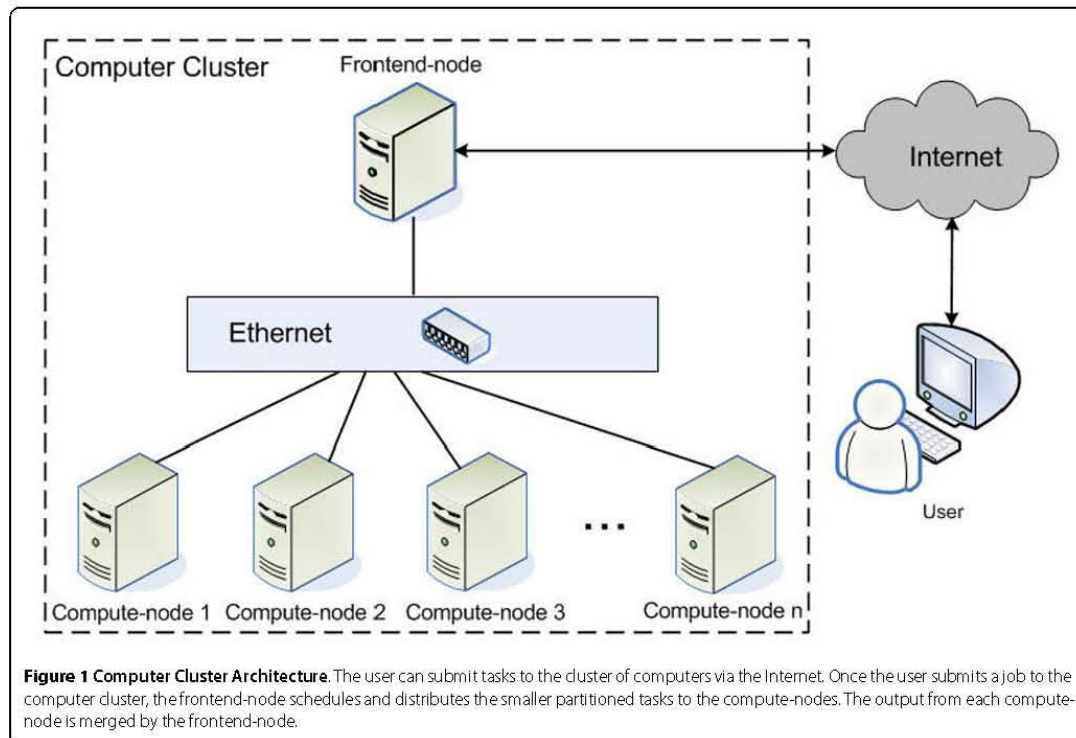 Computer Cluster
Frontend-node
Internet
Ethernet
User
Compute-node 1
Compute-node 2
Compute-node 3
...
Compute-node n
Figure 1 Computer Cluster Architecture. The user can submit tasks to the cluster of computers via the Internet. Once the user submits a job to the
computer cluster, the frontend-node schedules and distributes the smaller partitioned tasks to the compute-nodes. The output from each compute-
node is merged by the frontend-node.